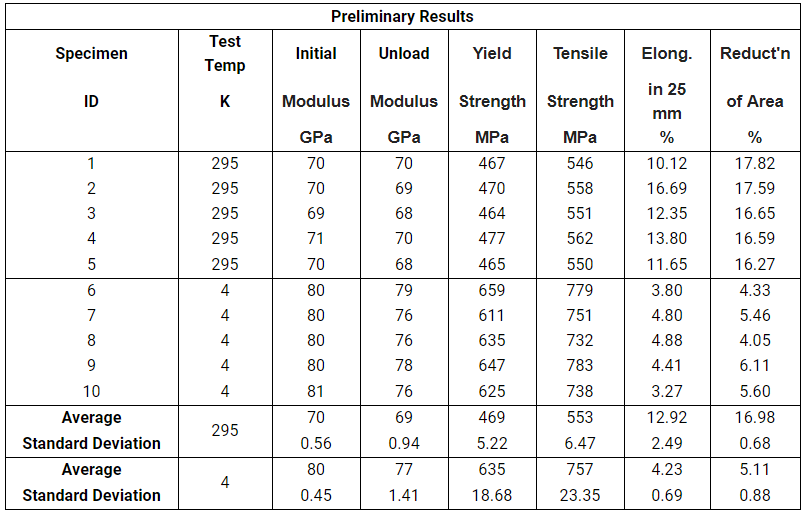 Preliminary Results
Specimen Test Temp Initial Unload Yield Tensile Elong. Reduct'n
ID K Modulus Modulus Strength Strength in 25 mm of Area
GPa GPa MPa MPa % %
1 295 70 70 467 546 10.12 17.82
2 295 70 69 470 558 16.69 17.59
3 295 69 68 464 551 12.35 16.65
4 295 71 70 477 562 13.80 16.59
5 295 70 68 465 550 11.65 16.27
6 4 80 79 659 779 3.80 4.33
7 4 80 76 611 751 4.80 5.46
8 4 80 76 635 732 4.88 4.05
9 4 80 78 647 783 4.41 6.11
10 4 81 76 625 738 3.27 5.60
Average 295 70 69 469 553 12.92 16.98
Standard Deviation 0.56 0.94 5.22 6.47 2.49 0.68
Average 4 80 77 635 757 4.23 5.11
Standard Deviation 0.45 1.41 18.68 23.35 0.69 0.88